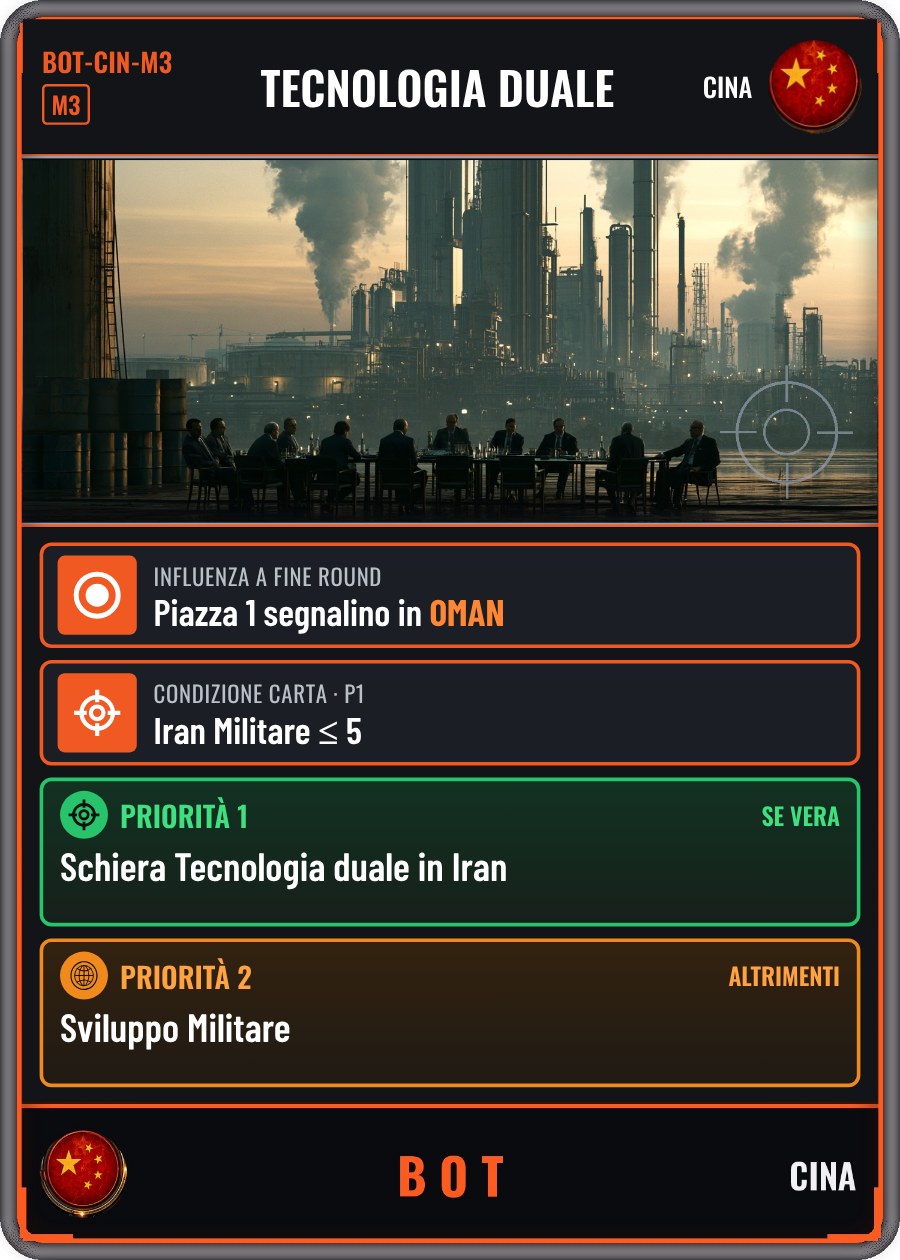 BOT-CIN-M3
M3
TECNOLOGIA DUALE
CINA
INFLUENZA A FINE ROUND
Piazza 1 segnalino in OMAN
CONDIZIONE CARTA · P1
Iran Militare ≤ 5
PRIORITÀ 1
SE VERA
Schiera Tecnologia duale in Iran
PRIORITÀ 2
ALTRIMENTI
Sviluppo Militare
BOT
CINA